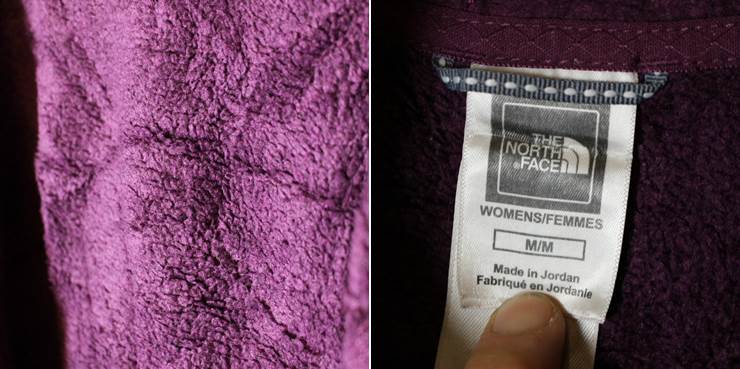 THE
NORTH
FACE
WOMENS/FEMMES
M/M
Made in Jordan
Fabriqué en Jordanie